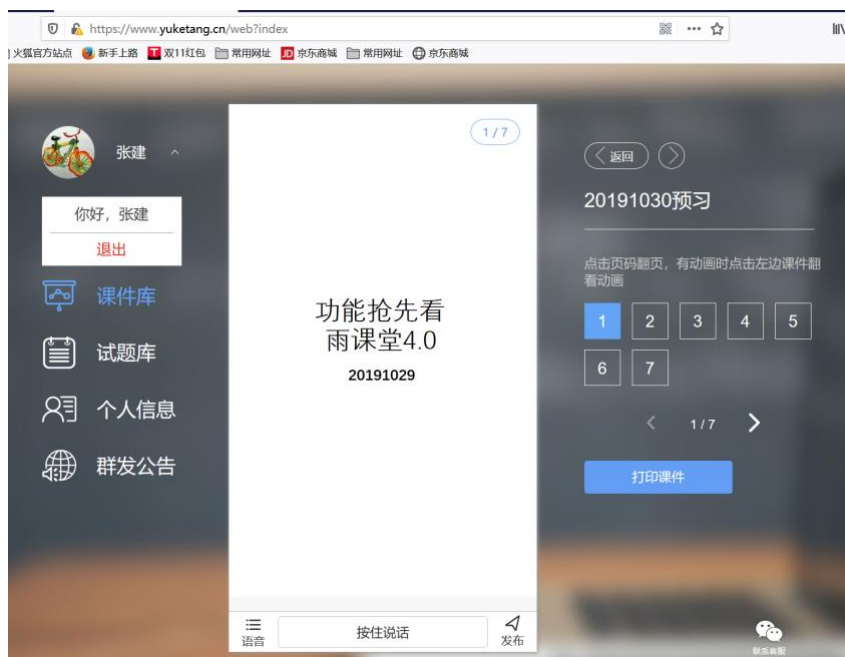 https://www.yuketang.cn/web?index
火狐官方站点 新手上路 双11红包 常用网址 JD 京东商城 常用网址 京东商城
张建
你好，张建
退出
课件库
试题库
个人信息
群发公告
1/7
功能抢先看
雨课堂4.0
20191029
语音
按住说话
发布
返回
20191030预习
点击页码翻页，有动画时点击左边课件翻
看动画
1 2 3 4 5
6 7
1/7
打印课件
联系客服